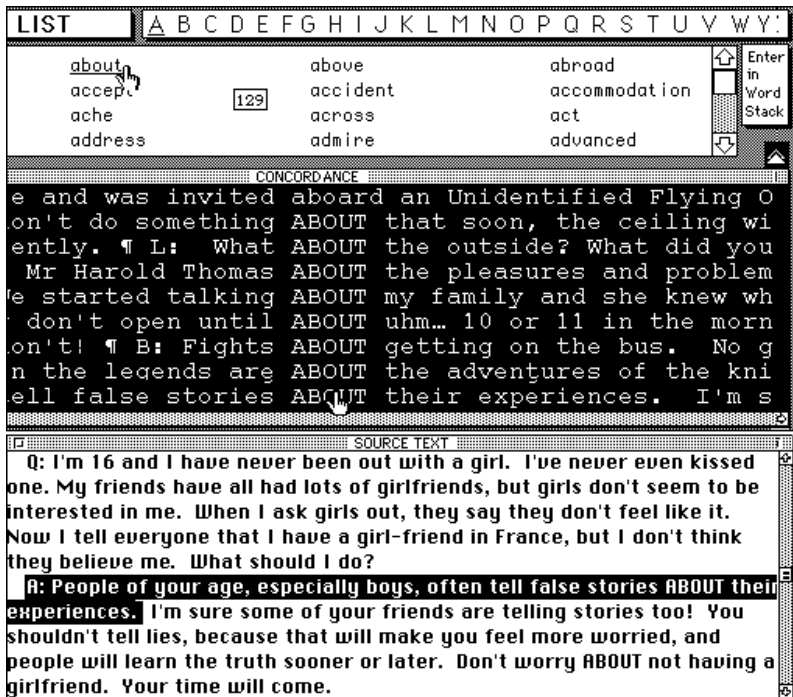 LIST A B C D E F G H I J K L M N O P Q R S T U V W Y
about above abroad
accept accident accommodation
129
ache across act
address admire advanced
Enter
in
Word
Stack
CONCORDANCE
e and was invited aboard an Unidentified Flying O
on't do something ABOUT that soon, the ceiling wi
ently. ¶ L: What ABOUT the outside? What did you
Mr Harold Thomas ABOUT the pleasures and problem
e started talking ABOUT my family and she knew wh
don't open until ABOUT uhm… 10 or 11 in the morn
on't! ¶ B: Fights ABOUT getting on the bus. No g
n the legends are ABOUT the adventures of the kni
ell false stories ABOUT their experiences. I'm s
SOURCE TEXT
Q: I'm 16 and I have never been out with a girl. I've never even kissed
one. My friends have all had lots of girlfriends, but girls don't seem to be
interested in me. When I ask girls out, they say they don't feel like it.
Now I tell everyone that I have a girl-friend in France, but I don't think
they believe me. What should I do?
A: People of your age, especially boys, often tell false stories ABOUT their
experiences. I'm sure some of your friends are telling stories too! You
shouldn't tell lies, because that will make you feel more worried, and
people will learn the truth sooner or later. Don't worry ABOUT not having a
girlfriend. Your time will come.